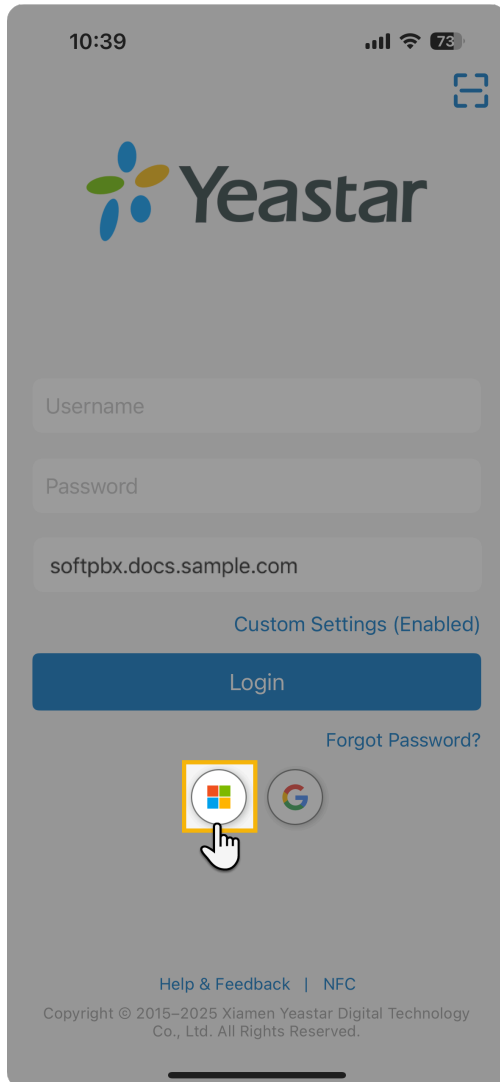 10:39
73
Yeastar
Username
Password
softpbx.docs.sample.com
Custom Settings (Enabled)
Login
Forgot Password?
G
Help & Feedback | NFC
Copyright © 2015–2025 Xiamen Yeastar Digital Technology
Co., Ltd. All Rights Reserved.